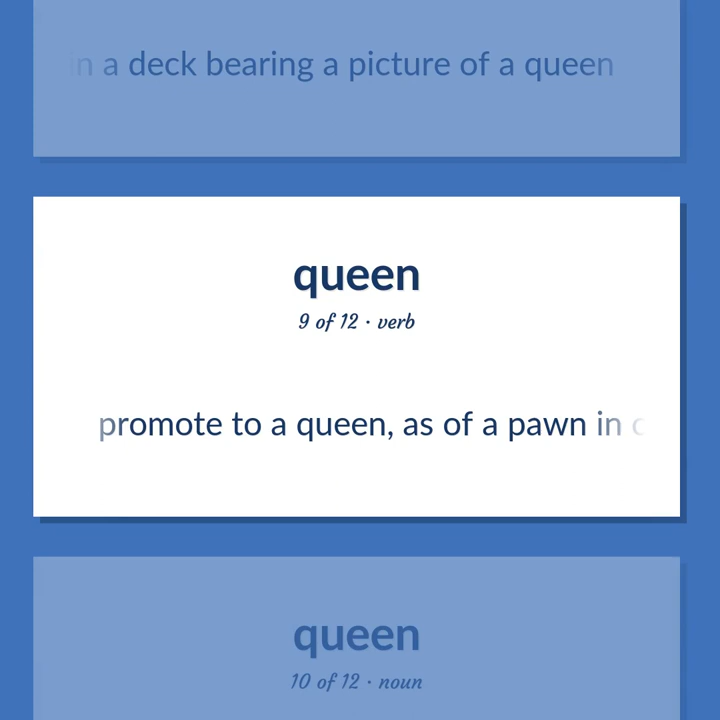 in a deck bearing a picture of a queen
queen
9 of 12 · verb
promote to a queen, as of a pawn in
queen
10 of 12 · noun